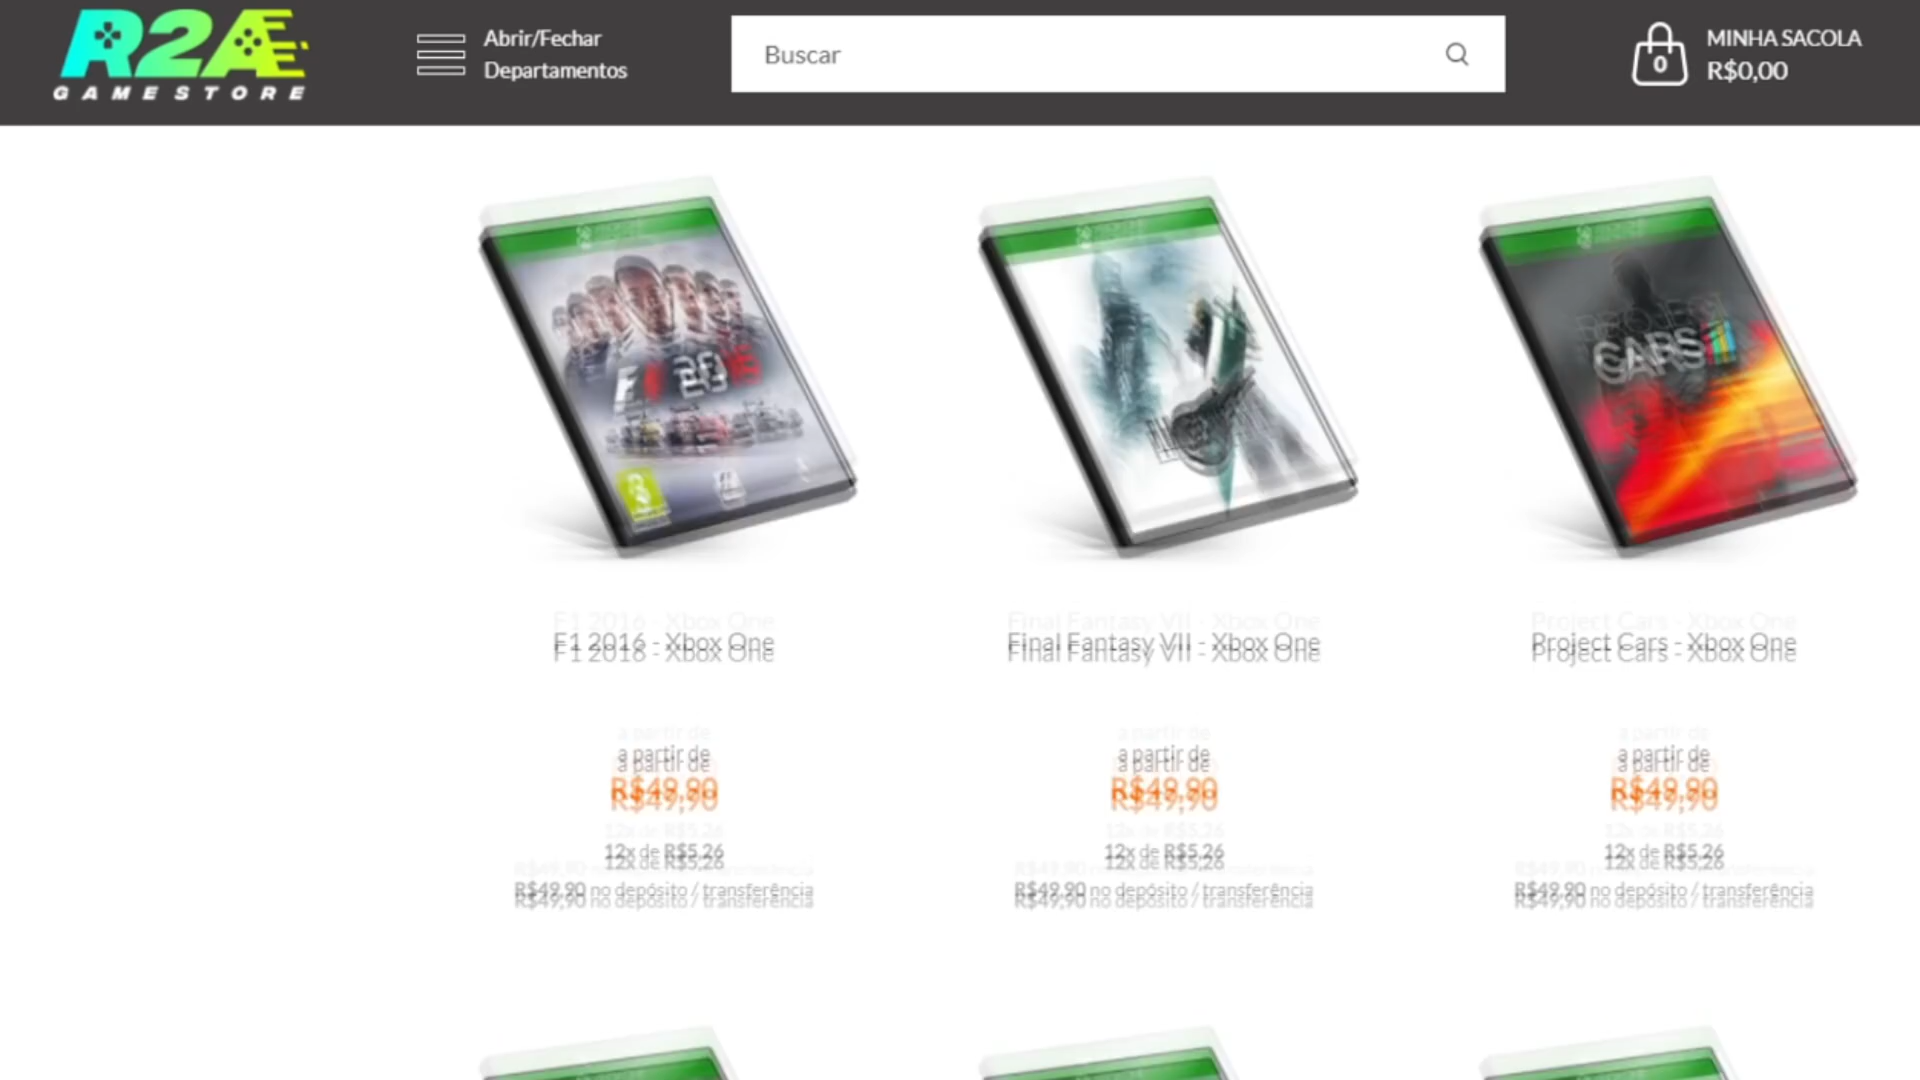 R2A
GAMESTORE
Abrir/Fechar
Departamentos
Buscar
0
MINHA SACOLA
R$0,00
CARS
F1 2016 - Xbox One
Final Fantasy VII - Xbox One
Project Cars - Xbox One
a partir de
a partir de
a partir de
R$49,90
R$49,90
R$49,90
12x de R$5,26
12x de R$5,26
12x de R$5,26
R$49,90 no depósito / transferência
R$49,90 no depósito / transferência
R$49,90 no depósito / transferência